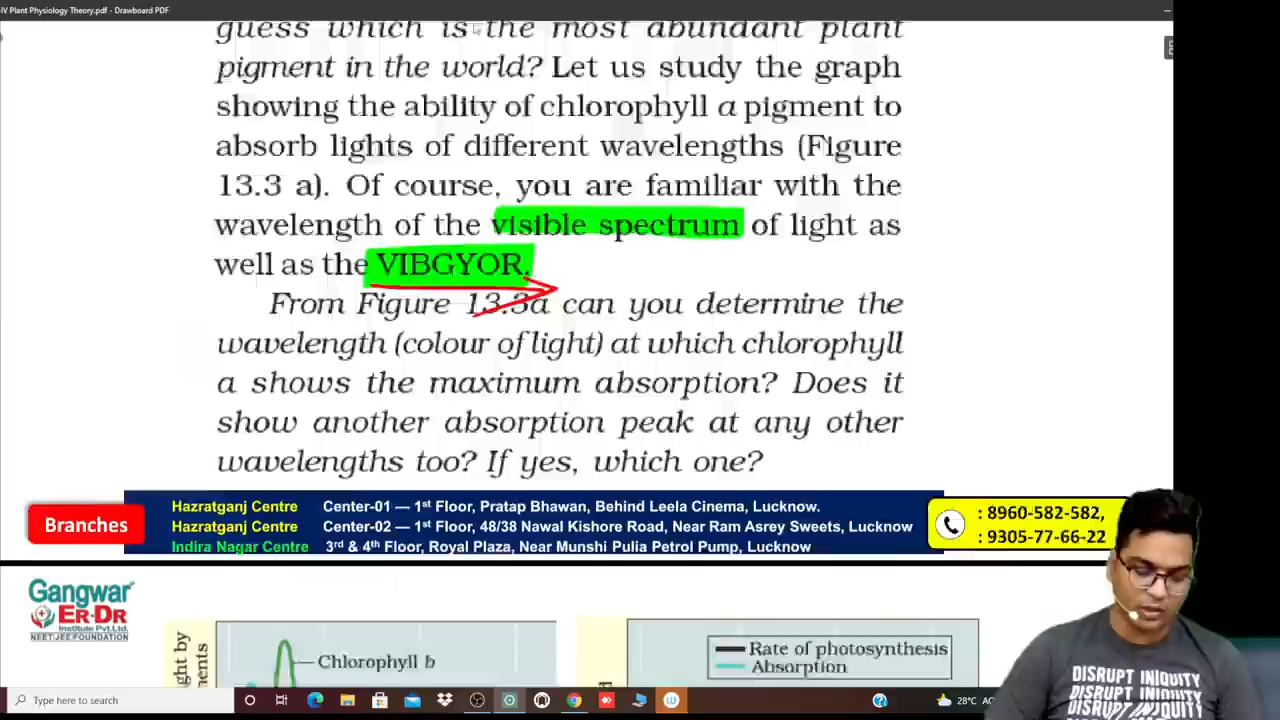 -IV Plant Physiology Theory.pdf - Drawboard PDF
guess which is the most abundant plant
pigment in the world? Let us study the graph
showing the ability of chlorophyll a pigment to
absorb lights of different wavelengths (Figure
13.3 a). Of course, you are familiar with the
wavelength of the visible spectrum of light as
well as the VIBGYOR.
From Figure 13.3a can you determine the
wavelength (colour of light) at which chlorophyll
a shows the maximum absorption? Does it
show another absorption peak at any other
wavelengths too? If yes, which one?
Branches
Hazratganj Centre Center-01 — 1st Floor, Pratap Bhawan, Behind Leela Cinema, Lucknow.
Hazratganj Centre Center-02 — 1st Floor, 48/38 Nawal Kishore Road, Near Ram Asrey Sweets, Lucknow
Indira Nagar Centre 3rd & 4th Floor, Royal Plaza, Near Munshi Pulia Petrol Pump, Lucknow
: 8960-582-582,
: 9305-77-66-22
Gangwar
ER-DR
Institute Pvt.Ltd.
NEET-JEE FOUNDATION
ght by
ments
Chlorophyll b
Rate of photosynthesis
Absorption
DISRUPT INIQUITY
DISRUPT INIQUITY
DISRUPT INIQUITY
Type here to search
28°C